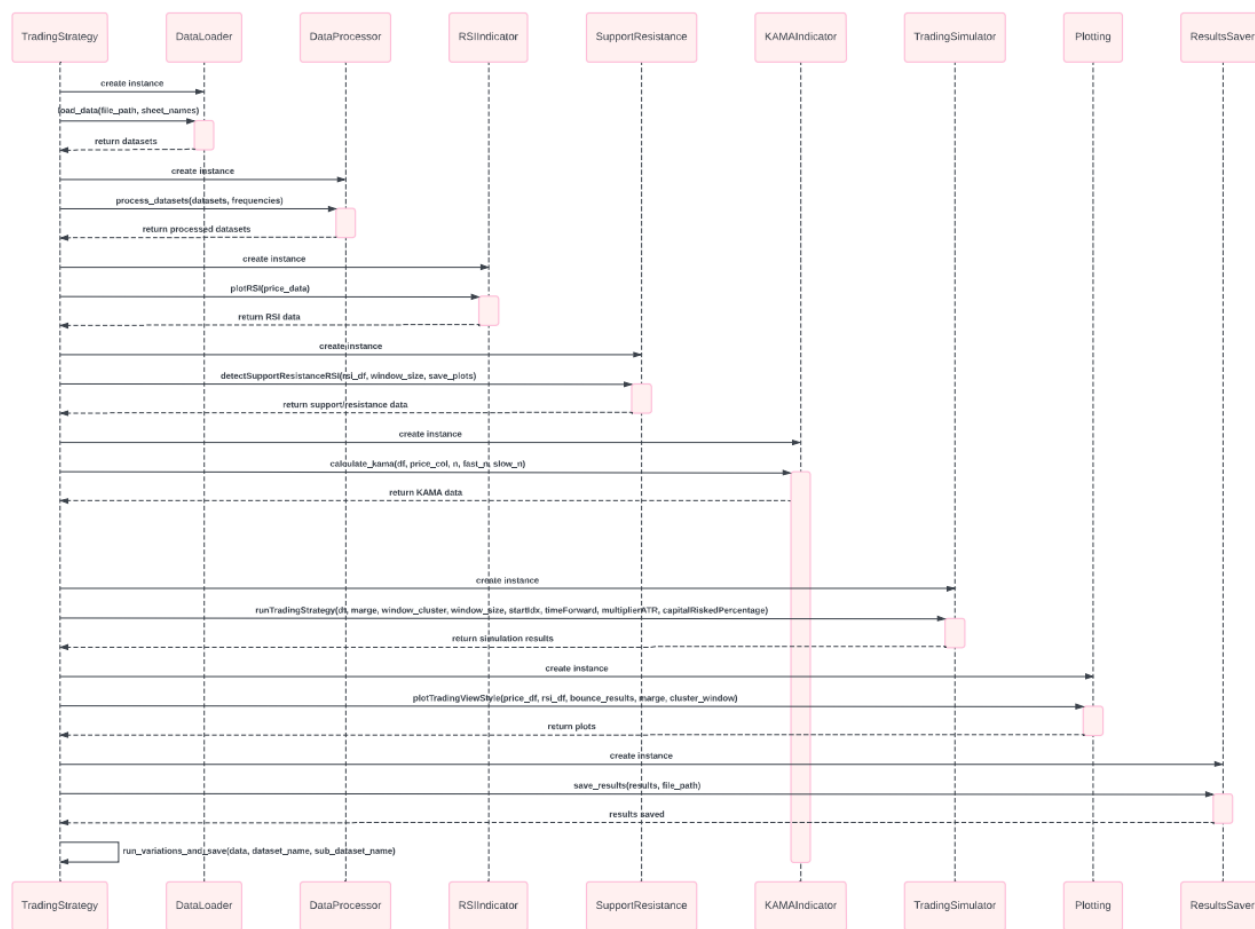 TradingStrategy
DataLoader
DataProcessor
RSIIndicator
SupportResistance
KAMAIndicator
TradingSimulator
Plotting
ResultsSaver
create instance
load_data(file_path, sheet_names)
return datasets
create instance
process_datasets(datasets, frequencies)
return processed datasets
create instance
plotRSI(price_data)
return RSI data
create instance
detectSupportResistanceRSI(rsi_df, window_size, save_plots)
return support/resistance data
create instance
calculate_kama(df, price_col, n, fast_n, slow_n)
return KAMA data
create instance
runTradingStrategy(df, marge, window_cluster, window_size, startIdx, timeForward, multiplierATR, capitalRiskedPercentage)
return simulation results
create instance
plotTradingViewStyle(price_df, rsi_df, bounce_results, marge, cluster_window)
return plots
create instance
save_results(results, file_path)
results saved
run_variations_and_save(data, dataset_name, sub_dataset_name)
TradingStrategy
DataLoader
DataProcessor
RSIIndicator
SupportResistance
KAMAIndicator
TradingSimulator
Plotting
ResultsSaver